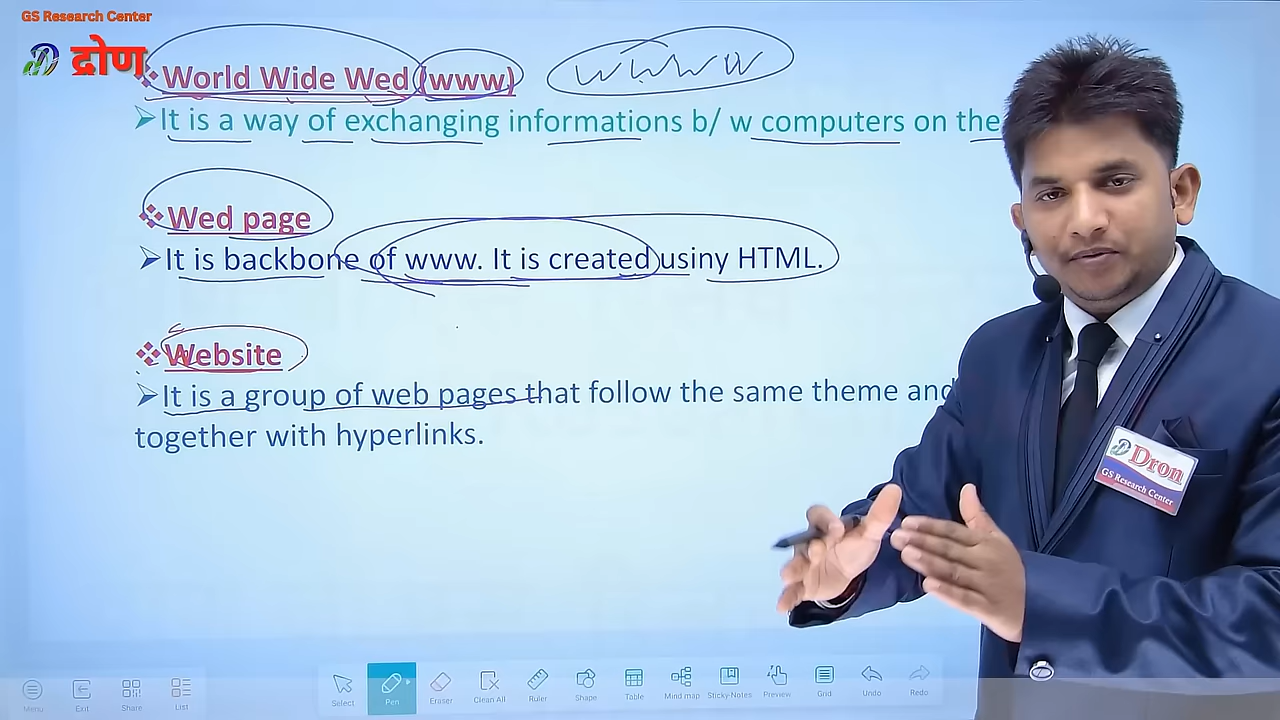 GS Research Center
द्रोण
World Wide Wed (www)
wwww
It is a way of exchanging informations b/ w computers on the
Wed page
It is backbone of www. It is created usiny HTML.
Website
It is a group of web pages that follow the same theme and
together with hyperlinks.
Dron
GS Research Center
Menu
Exit
Share
List
Select
Pen
Eraser
Clean All
Ruler
Shape
Table
Mind map
Sticky-Notes
Preview
Grid
Undo
Redo